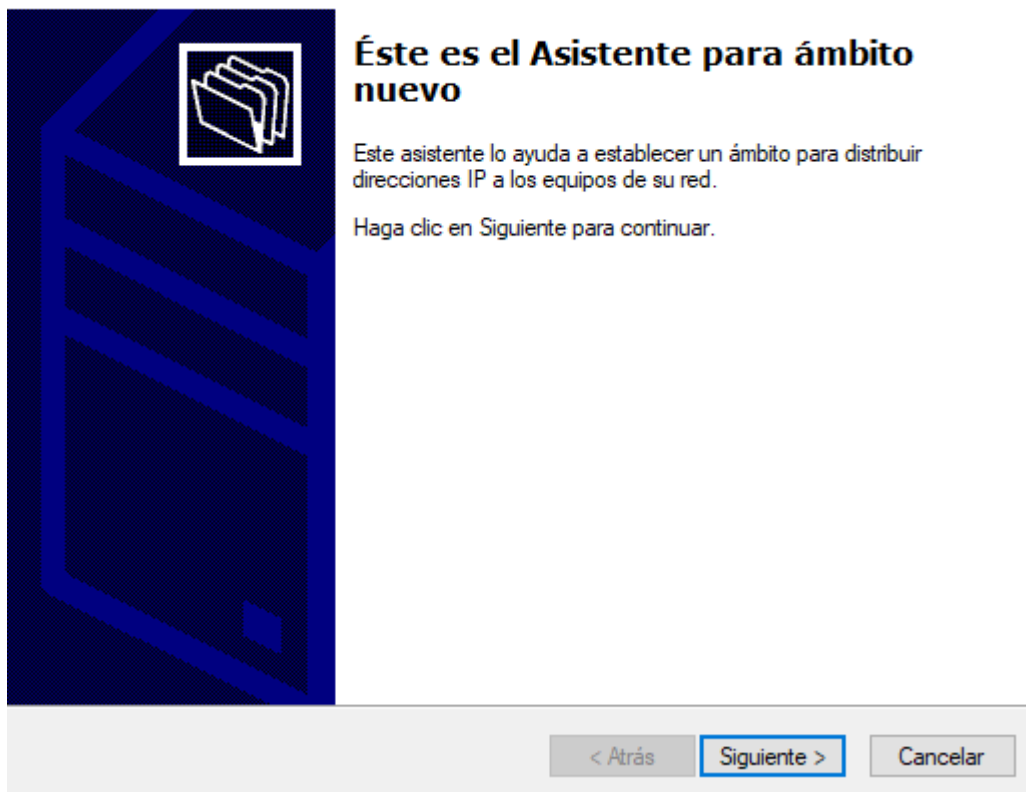 Éste es el Asistente para ámbito
nuevo
Este asistente lo ayuda a establecer un ámbito para distribuir
direcciones IP a los equipos de su red.
Haga clic en Siguiente para continuar.
< Atrás Siguiente > Cancelar